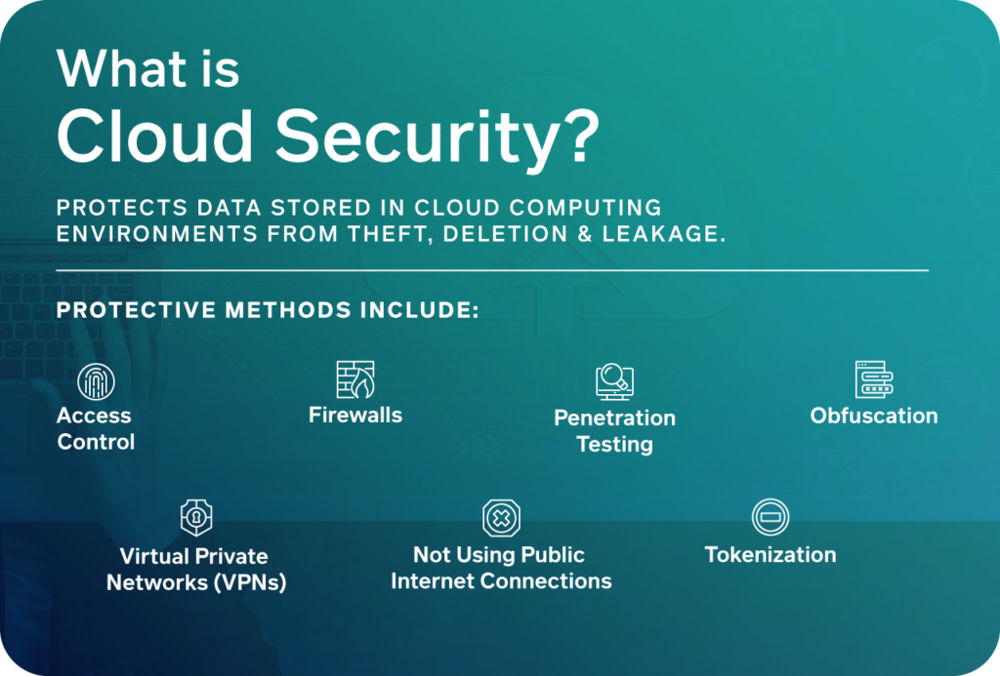 What is
Cloud Security?
PROTECTS DATA STORED IN CLOUD COMPUTING
ENVIRONMENTS FROM THEFT, DELETION & LEAKAGE.
PROTECTIVE METHODS INCLUDE:
Access
Control
Firewalls
Penetration
Testing
Obfuscation
Virtual Private
Networks (VPNs)
Not Using Public
Internet Connections
Tokenization